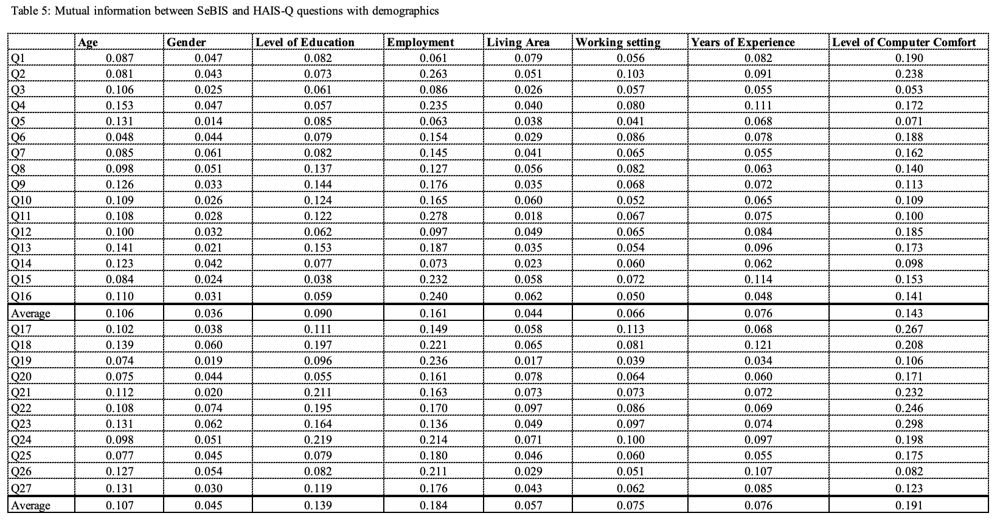 Table 5: Mutual information between SeBIS and HAIS-Q questions with demographics
Age Gender Level of Education Employment Living Area Working setting Years of Experience Level of Computer Comfort
Q1 0.087 0.047 0.082 0.061 0.079 0.056 0.082 0.190
Q2 0.081 0.043 0.073 0.263 0.051 0.103 0.091 0.238
Q3 0.106 0.025 0.061 0.086 0.026 0.057 0.055 0.053
Q4 0.153 0.047 0.057 0.235 0.040 0.080 0.111 0.172
Q5 0.131 0.014 0.085 0.063 0.038 0.041 0.068 0.071
Q6 0.048 0.044 0.079 0.154 0.029 0.086 0.078 0.188
Q7 0.085 0.061 0.082 0.145 0.041 0.065 0.055 0.162
Q8 0.098 0.051 0.137 0.127 0.056 0.082 0.063 0.140
Q9 0.126 0.033 0.144 0.176 0.035 0.068 0.072 0.113
Q10 0.109 0.026 0.124 0.165 0.060 0.052 0.065 0.109
Q11 0.108 0.028 0.122 0.278 0.018 0.067 0.075 0.100
Q12 0.100 0.032 0.062 0.097 0.049 0.065 0.084 0.185
Q13 0.141 0.021 0.153 0.187 0.035 0.054 0.096 0.173
Q14 0.123 0.042 0.077 0.073 0.023 0.060 0.062 0.098
Q15 0.084 0.024 0.038 0.232 0.058 0.072 0.114 0.153
Q16 0.110 0.031 0.059 0.240 0.062 0.050 0.048 0.141
Average 0.106 0.036 0.090 0.161 0.044 0.066 0.076 0.143
Q17 0.102 0.038 0.111 0.149 0.058 0.113 0.068 0.267
Q18 0.139 0.060 0.197 0.221 0.065 0.081 0.121 0.208
Q19 0.074 0.019 0.096 0.236 0.017 0.039 0.034 0.106
Q20 0.075 0.044 0.055 0.161 0.078 0.064 0.060 0.171
Q21 0.112 0.020 0.211 0.163 0.073 0.073 0.072 0.232
Q22 0.108 0.074 0.195 0.170 0.097 0.086 0.069 0.246
Q23 0.131 0.062 0.164 0.136 0.049 0.097 0.074 0.298
Q24 0.098 0.051 0.219 0.214 0.071 0.100 0.097 0.198
Q25 0.077 0.045 0.079 0.180 0.046 0.060 0.055 0.175
Q26 0.127 0.054 0.082 0.211 0.029 0.051 0.107 0.082
Q27 0.131 0.030 0.119 0.176 0.043 0.062 0.085 0.123
Average 0.107 0.045 0.139 0.184 0.057 0.075 0.076 0.191